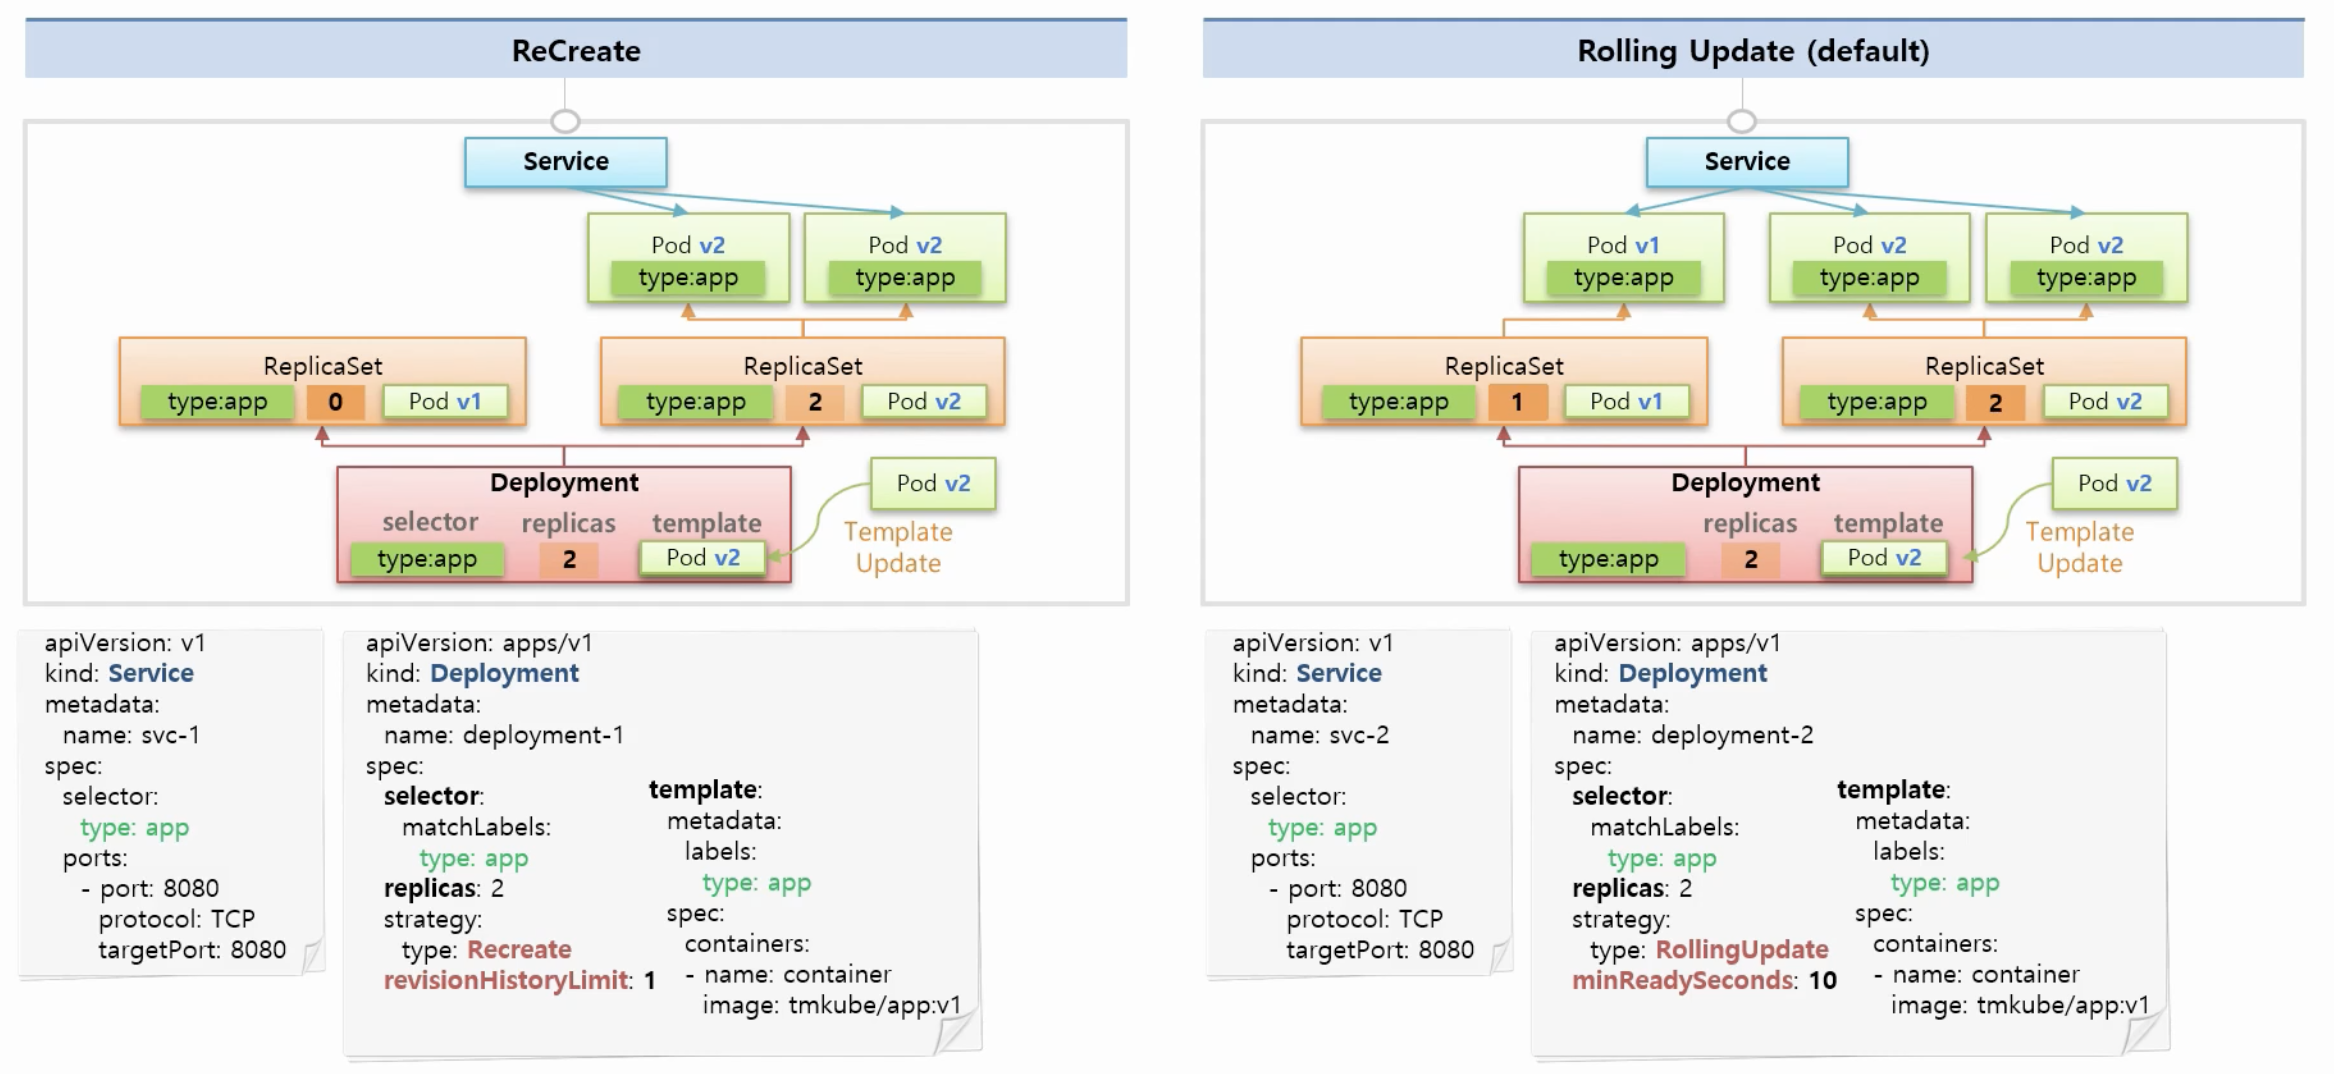 ReCreate
Service
Pod v2
type:app
Pod v2
type:app
ReplicaSet
type:app 0 Pod v1
ReplicaSet
type:app 2 Pod v2
Deployment
selector replicas template
type:app 2 Pod v2
Pod v2
Template
Update
apiVersion: v1
kind: Service
metadata:
name: svc-1
spec:
selector:
type: app
ports:
- port: 8080
protocol: TCP
targetPort: 8080
apiVersion: apps/v1
kind: Deployment
metadata:
name: deployment-1
spec:
selector:
matchLabels:
type: app
replicas: 2
strategy:
type: Recreate
revisionHistoryLimit: 1
template:
metadata:
labels:
type: app
spec:
containers:
- name: container
image: tmkube/app:v1
Rolling Update (default)
Service
Pod v1
type:app
Pod v2
type:app
Pod v2
type:app
ReplicaSet
type:app 1 Pod v1
ReplicaSet
type:app 2 Pod v2
Deployment
replicas template
type:app 2 Pod v2
Pod v2
Template
Update
apiVersion: v1
kind: Service
metadata:
name: svc-2
spec:
selector:
type: app
ports:
- port: 8080
protocol: TCP
targetPort: 8080
apiVersion: apps/v1
kind: Deployment
metadata:
name: deployment-2
spec:
selector:
matchLabels:
type: app
replicas: 2
strategy:
type: RollingUpdate
minReadySeconds: 10
template:
metadata:
labels:
type: app
spec:
containers:
- name: container
image: tmkube/app:v1